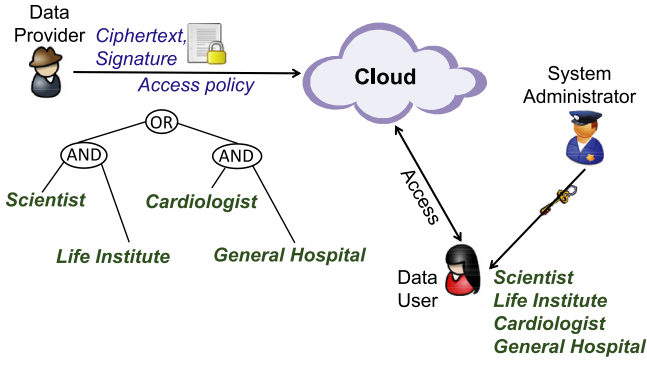 Data
Provider
Ciphertext,
Signature
Access policy
Cloud
System
Administrator
OR
AND
AND
Scientist
Cardiologist
Life Institute
General Hospital
Access
Data
User
Scientist
Life Institute
Cardiologist
General Hospital